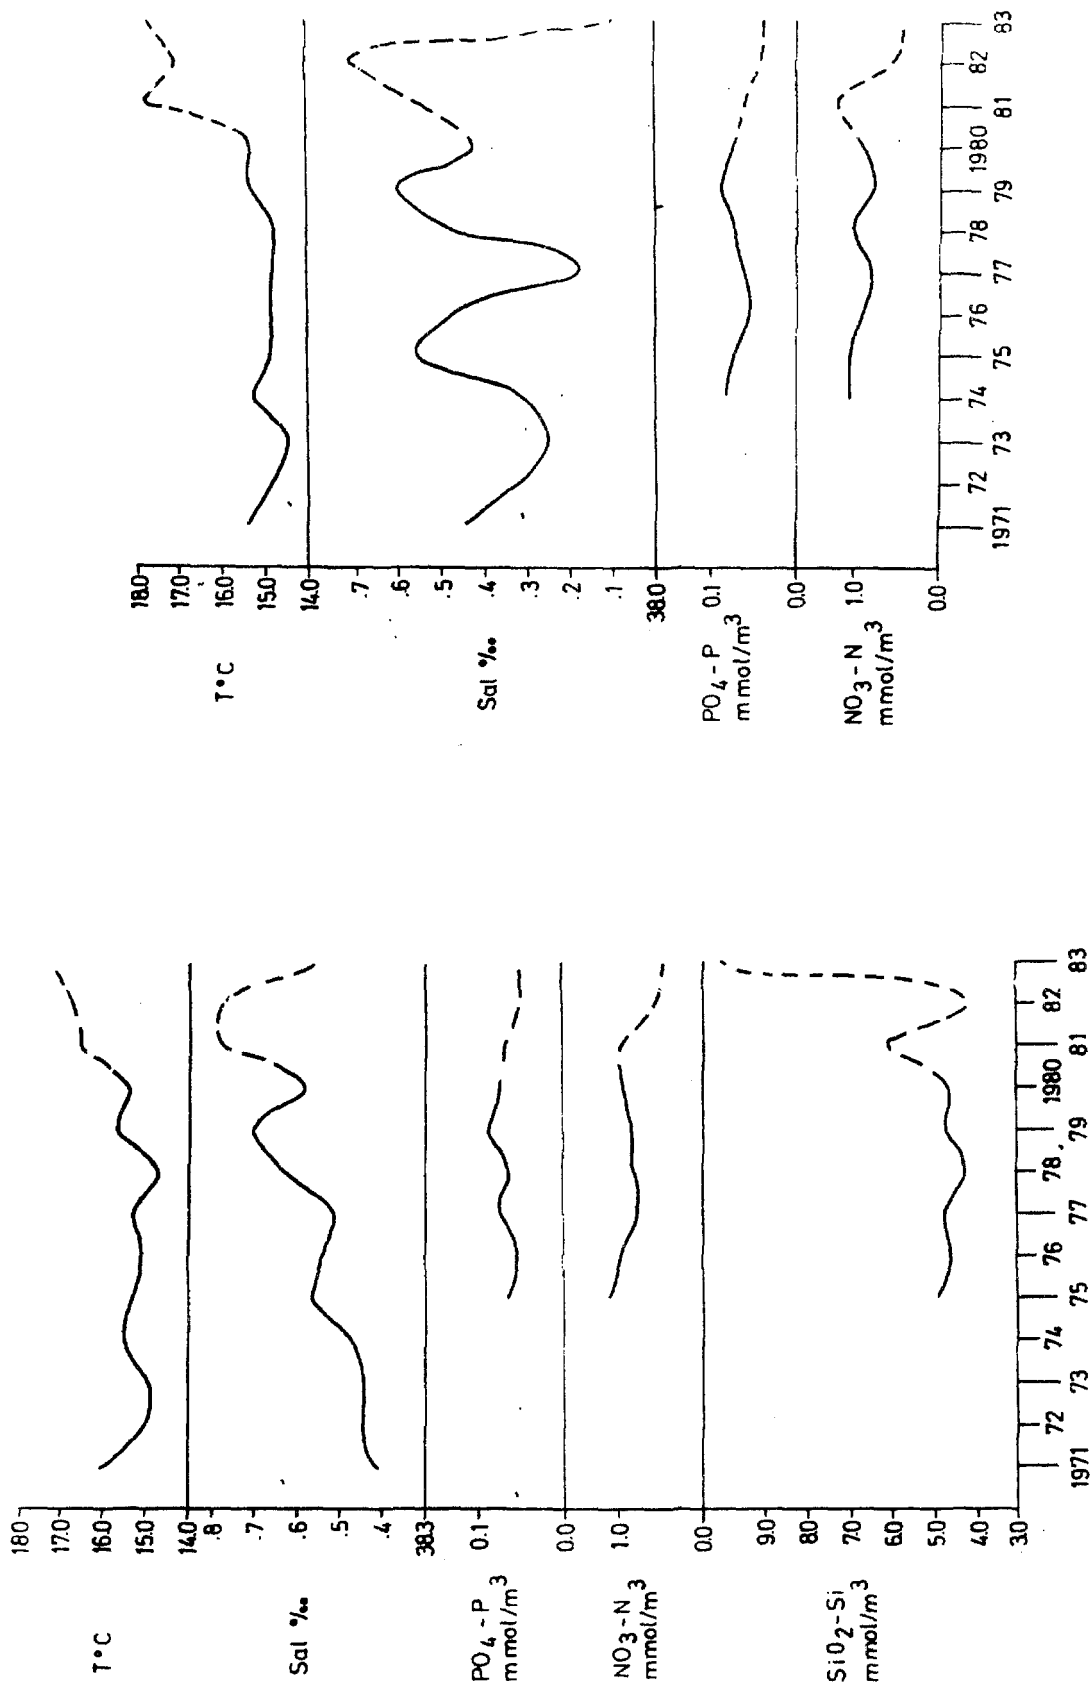 18.0
17.0
T°C
16.0
15.0
14.0
.8
.7
Sal ‰
.6
.5
.4
38.3
PO4-P
0.1
mmol/m3
0.0
NO3-N
1.0
mmol/m3
0.0
9.0
8.0
SiO2-Si
7.0
mmol/m3
6.0
5.0
4.0
3.0
1971 72 73 74 75 76 77 78 79 1980 81 82 83
18.0
17.0
T°C
16.0
15.0
14.0
.7
.6
Sal ‰
.5
.4
.3
.2
.1
38.0
PO4-P
0.1
mmol/m3
0.0
NO3-N
1.0
mmol/m3
0.0
1971 72 73 74 75 76 77 78 79 1980 81 82 83